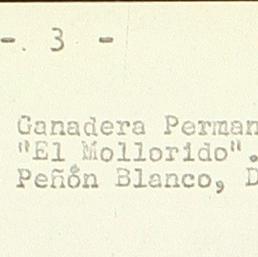 -. 3 -
Ganadera Perman
"El Mollorido".
Peñón Blanco, D